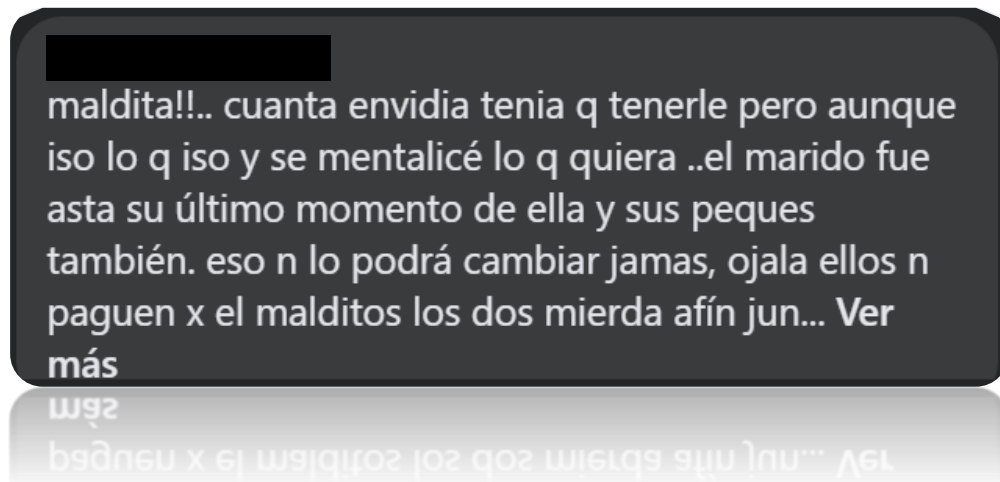 maldita!!.. cuanta envidia tenia q tenerle pero aunque
iso lo q iso y se mentalicé lo q quiera ..el marido fue
asta su último momento de ella y sus peques
también. eso n lo podrá cambiar jamas, ojala ellos n
paguen x el malditos los dos mierda afín jun... Ver
más